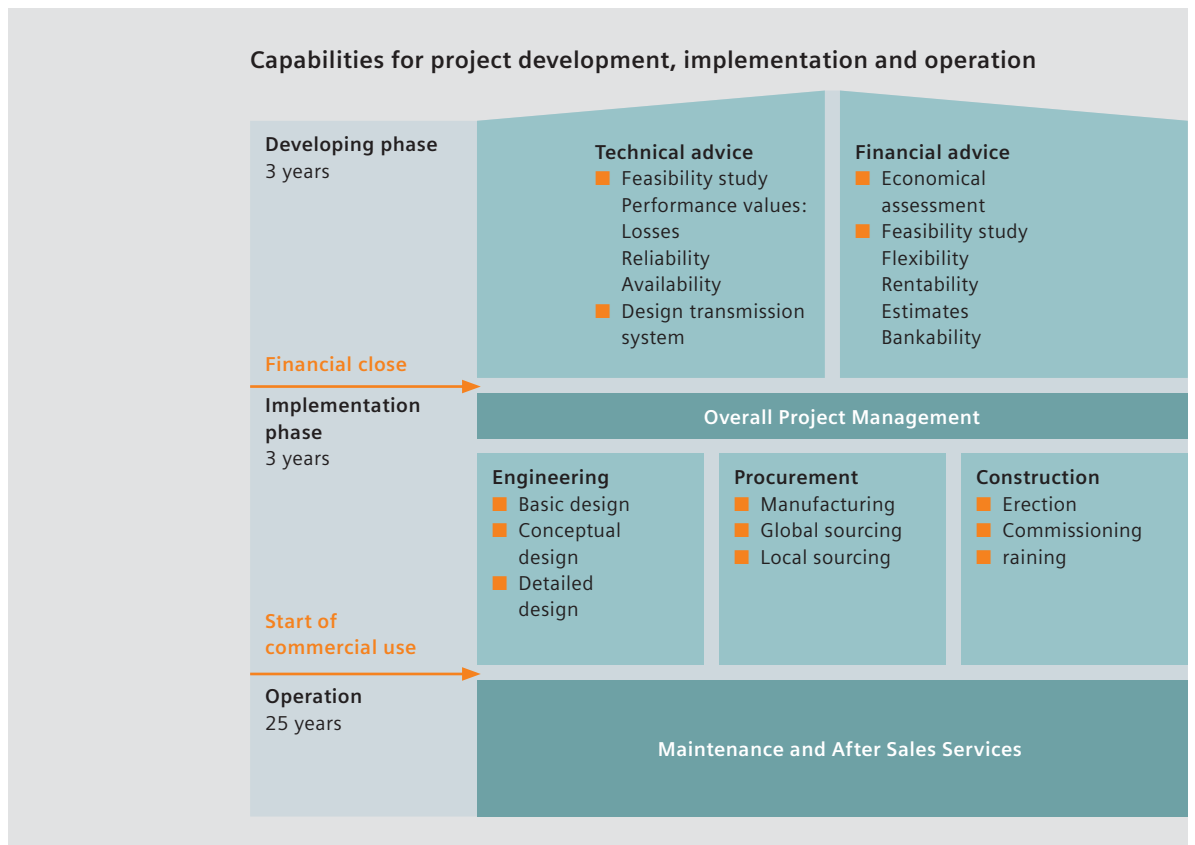 Capabilities for project development, implementation and operation
Developing phase
3 years
Technical advice
Feasibility study
Performance values:
Losses
Reliability
Availability
Design transmission
system
Financial advice
Economical
assessment
Feasibility study
Flexibility
Rentability
Estimates
Bankability
Financial close
Implementation
phase
3 years
Overall Project Management
Engineering
Basic design
Conceptual
design
Detailed
design
Procurement
Manufacturing
Global sourcing
Local sourcing
Construction
Erection
Commissioning
raining
Start of
commercial use
Operation
25 years
Maintenance and After Sales Services